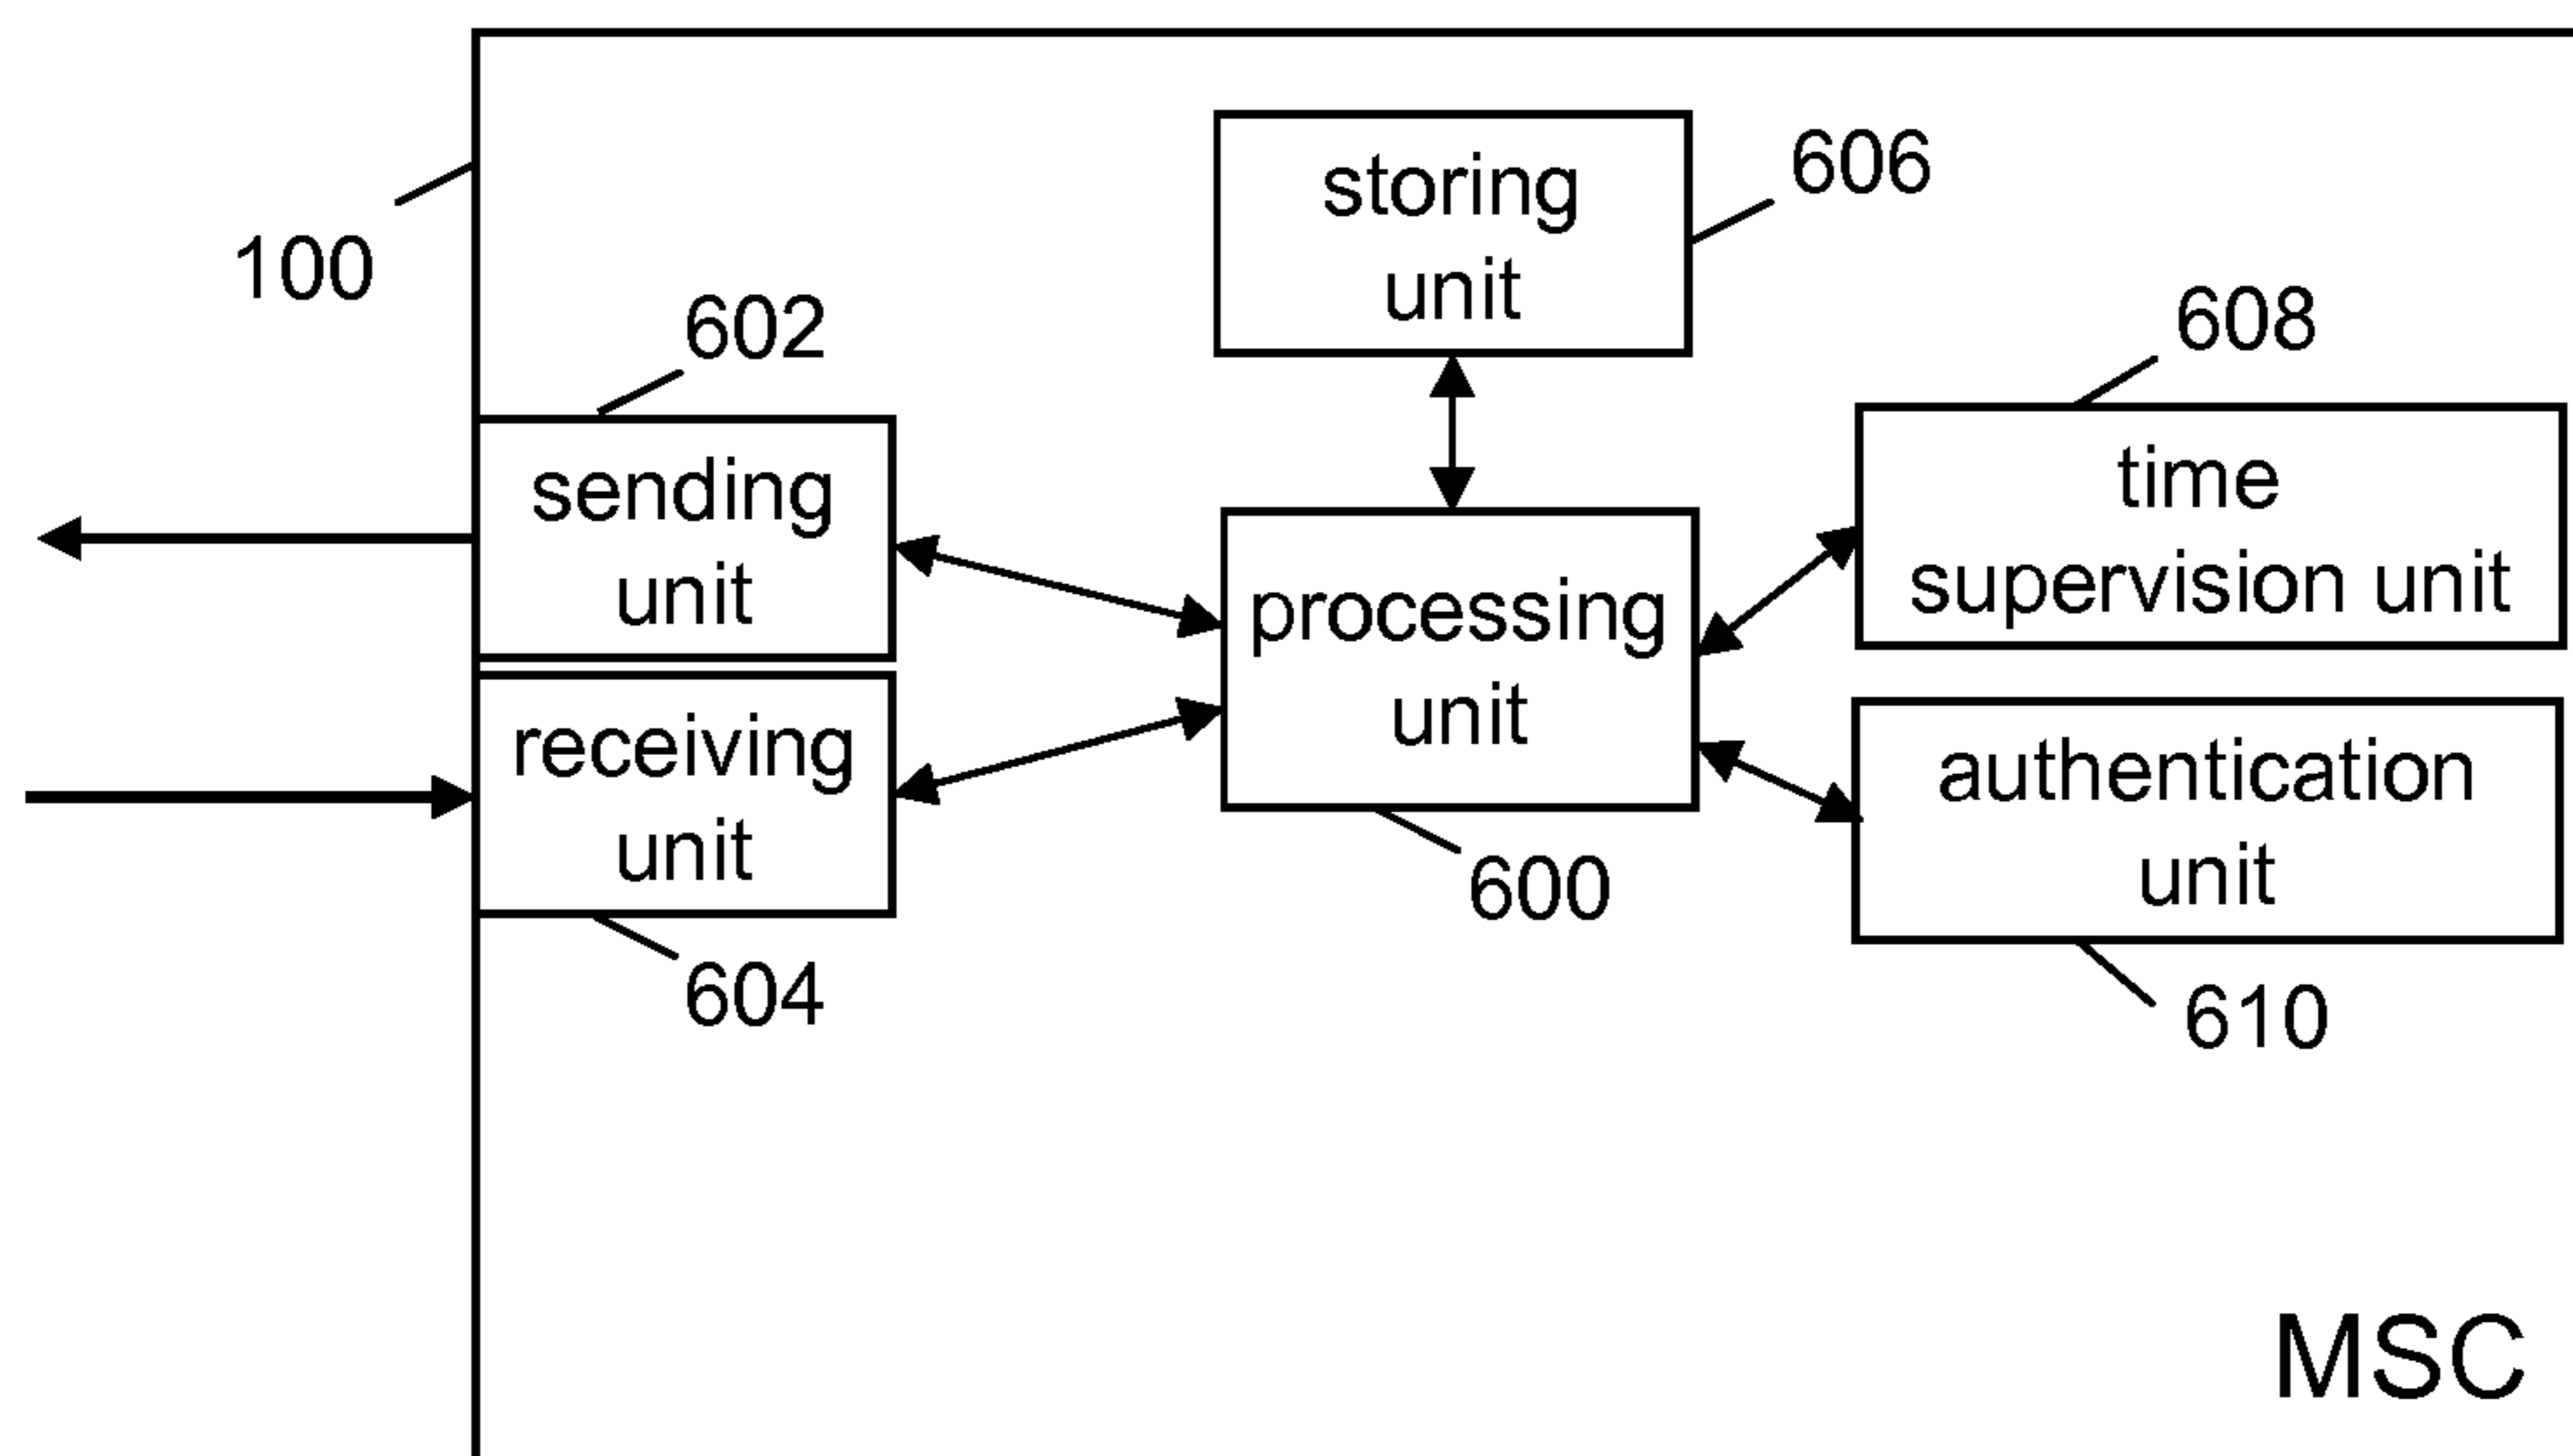 100
602
sending
unit
receiving
unit
604
storing
unit
606
processing
unit
600
608
time
supervision unit
authentication
unit
610
MSC